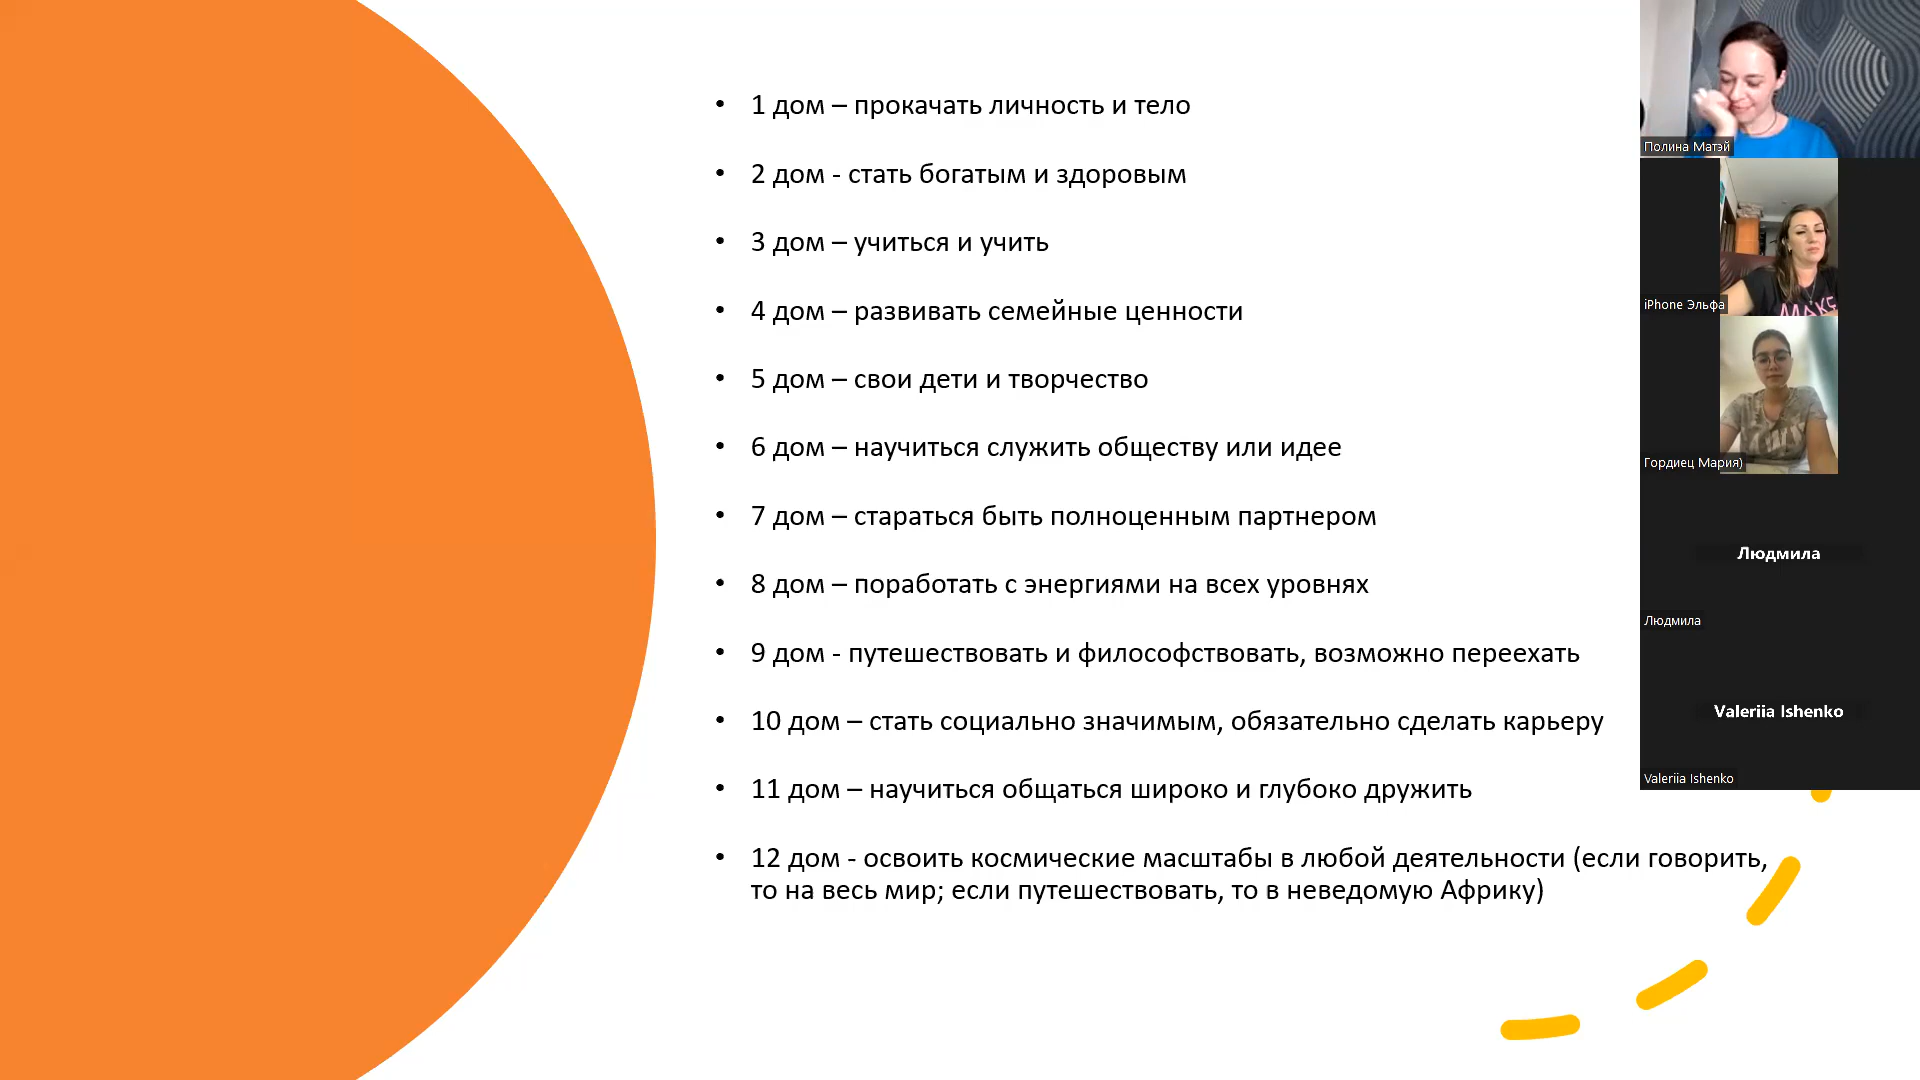 • 1 дом – прокачать личность и тело
• 2 дом - стать богатым и здоровым
• 3 дом – учиться и учить
• 4 дом – развивать семейные ценности
• 5 дом – свои дети и творчество
• 6 дом – научиться служить обществу или идее
• 7 дом – стараться быть полноценным партнером
• 8 дом – поработать с энергиями на всех уровнях
• 9 дом - путешествовать и философствовать, возможно переехать
• 10 дом – стать социально значимым, обязательно сделать карьеру
• 11 дом – научиться общаться широко и глубоко дружить
• 12 дом - освоить космические масштабы в любой деятельности (если говорить,
то на весь мир; если путешествовать, то в неведомую Африку)
Полина Матэй
MAKE
iPhone Эльфа
Гордиец Мария)
Людмила
Людмила
Valeriia Ishenko
Valeriia Ishenko